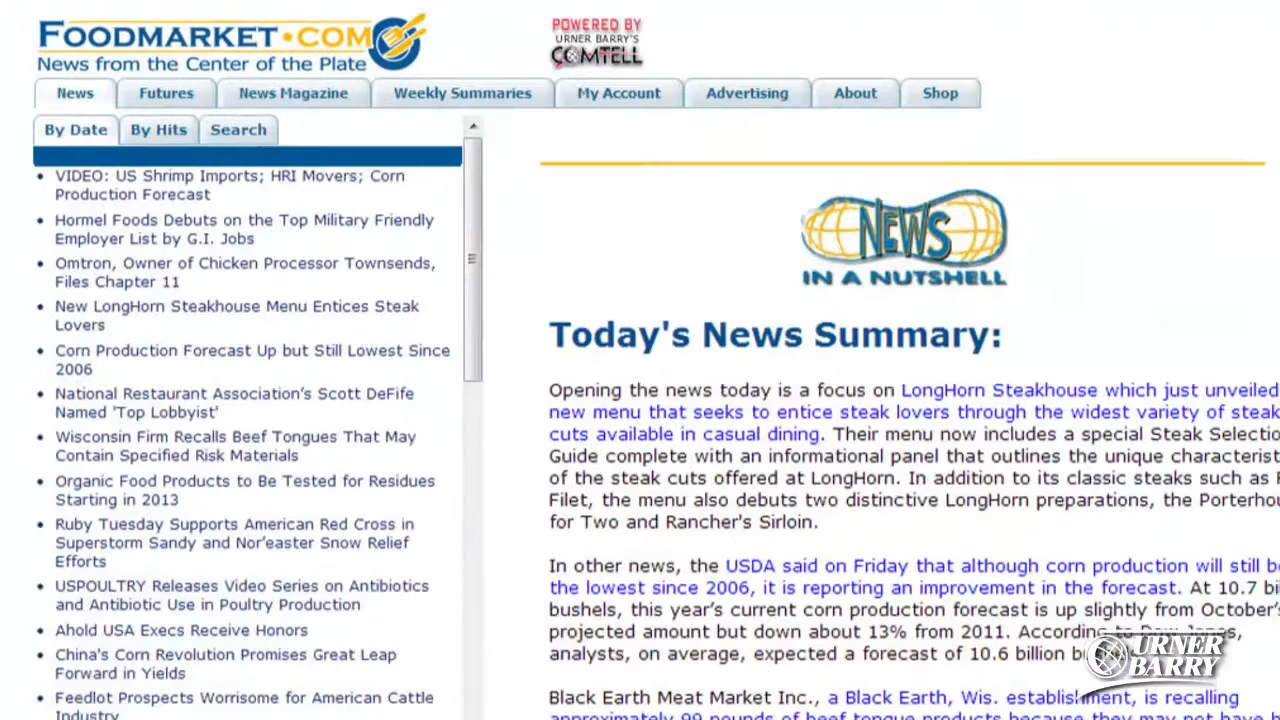 FOODMARKET.COM
News from the Center of the Plate
POWERED BY
URNER BARRY'S
COMTELL
News Futures News Magazine Weekly Summaries My Account Advertising About Shop
By Date By Hits Search
• VIDEO: US Shrimp Imports; HRI Movers; Corn
Production Forecast
• Hormel Foods Debuts on the Top Military Friendly
Employer List by G.I. Jobs
• Omtron, Owner of Chicken Processor Townsends,
Files Chapter 11
• New LongHorn Steakhouse Menu Entices Steak
Lovers
• Corn Production Forecast Up but Still Lowest Since
2006
• National Restaurant Association’s Scott DeFife
Named 'Top Lobbyist'
• Wisconsin Firm Recalls Beef Tongues That May
Contain Specified Risk Materials
• Organic Food Products to Be Tested for Residues
Starting in 2013
• Ruby Tuesday Supports American Red Cross in
Superstorm Sandy and Nor’easter Snow Relief
Efforts
• USPOULTRY Releases Video Series on Antibiotics
and Antibiotic Use in Poultry Production
• Ahold USA Execs Receive Honors
• China's Corn Revolution Promises Great Leap
Forward in Yields
• Feedlot Prospects Worrisome for American Cattle
Industry
NEWS
IN A NUTSHELL
Today's News Summary:
Opening the news today is a focus on LongHorn Steakhouse which just unveiled
new menu that seeks to entice steak lovers through the widest variety of steak
cuts available in casual dining. Their menu now includes a special Steak
Guide complete with an informational panel that outlines the unique
of the steak cuts offered at LongHorn. In addition to its classic steaks such as
Filet, the menu also debuts two distinctive LongHorn preparations, the
for Two and Rancher's Sirloin.
In other news, the USDA said on Friday that although corn production will still
the lowest since 2006, it is reporting an improvement in the forecast. At 10.7
bushels, this year’s current corn production forecast is up slightly from October's
projected amount but down about 13% from 2011. According to Dow Jones,
analysts, on average, expected a forecast of 10.6 billion
Black Earth Meat Market Inc., a Black Earth, Wis. establishment, is recalling
approximately 99 pounds of beef tongue products because they may not have
URNER
BARRY